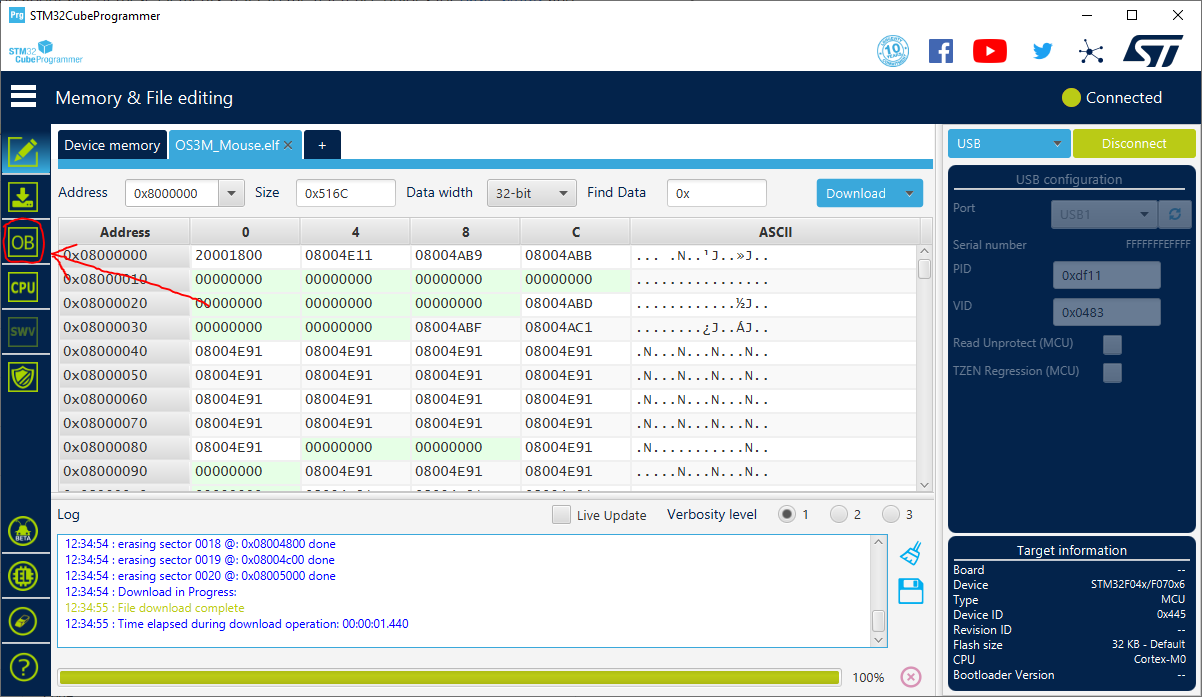 Prg STM32CubeProgrammer
STM32
CubeProgrammer
10 YEARS
ST
Memory & File editing
Connected
Device memory OS3M_Mouse.elf +
USB Disconnect
Address 0x8000000 Size 0x516C Data width 32-bit Find Data 0x Download
Address 0 4 8 C ASCII
0x08000000 20001800 08004E11 08004AB9 08004ABB ... .N..¹J..»J..
0x08000010 00000000 00000000 00000000 00000000 ................
0x08000020 00000000 00000000 00000000 08004ABD ............½J..
0x08000030 00000000 00000000 08004ABF 08004AC1 ........¿J..ÁJ..
0x08000040 08004E91 08004E91 08004E91 08004E91 .N...N...N...N..
0x08000050 08004E91 08004E91 08004E91 08004E91 .N...N...N...N..
0x08000060 08004E91 08004E91 08004E91 08004E91 .N...N...N...N..
0x08000070 08004E91 08004E91 08004E91 08004E91 .N...N...N...N..
0x08000080 08004E91 00000000 00000000 08004E91 .N...........N..
0x08000090 00000000 08004E91 08004E91 08004E91 .....N...N...N..
OB
CPU
SWV
BETA
EL
?
USB configuration
Port USB1
Serial number FFFFFFFEFFFF
PID 0xdf11
VID 0x0483
Read Unprotect (MCU)
TZEN Regression (MCU)
Log Live Update Verbosity level 1 2 3
12:34:54 : erasing sector 0018 @: 0x08004800 done
12:34:54 : erasing sector 0019 @: 0x08004c00 done
12:34:54 : erasing sector 0020 @: 0x08005000 done
12:34:54 : Download in Progress:
12:34:55 : File download complete
12:34:55 : Time elapsed during download operation: 00:00:01.440
100%
Target information
Board --
Device STM32F04x/F070x6
Type MCU
Device ID 0x445
Revision ID --
Flash size 32 KB - Default
CPU Cortex-M0
Bootloader Version --